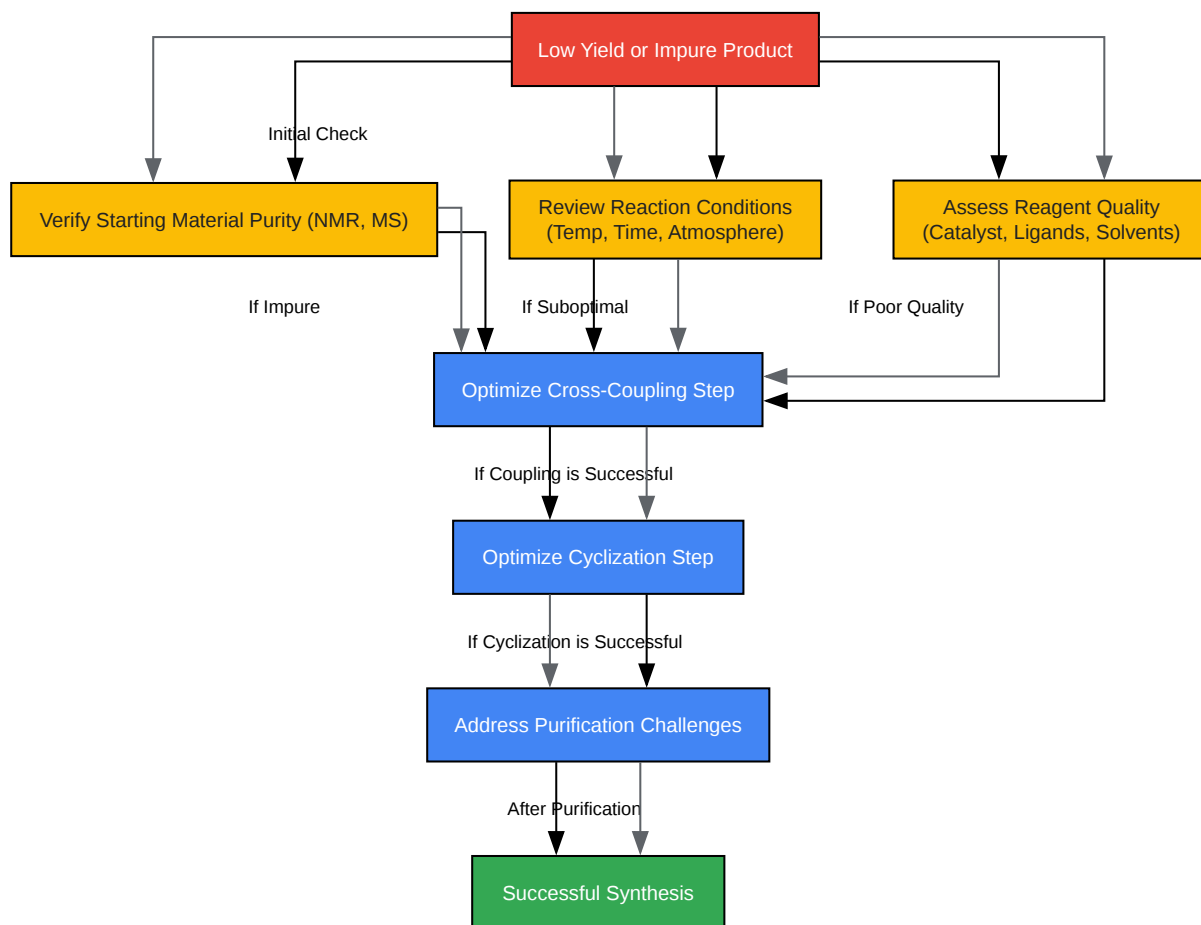 Low Yield or Impure Product
Initial Check
Verify Starting Material Purity (NMR, MS)
Review Reaction Conditions
(Temp, Time, Atmosphere)
Assess Reagent Quality
(Catalyst, Ligands, Solvents)
If Impure
If Suboptimal
If Poor Quality
Optimize Cross-Coupling Step
If Coupling is Successful
Optimize Cyclization Step
If Cyclization is Successful
Address Purification Challenges
After Purification
Successful Synthesis